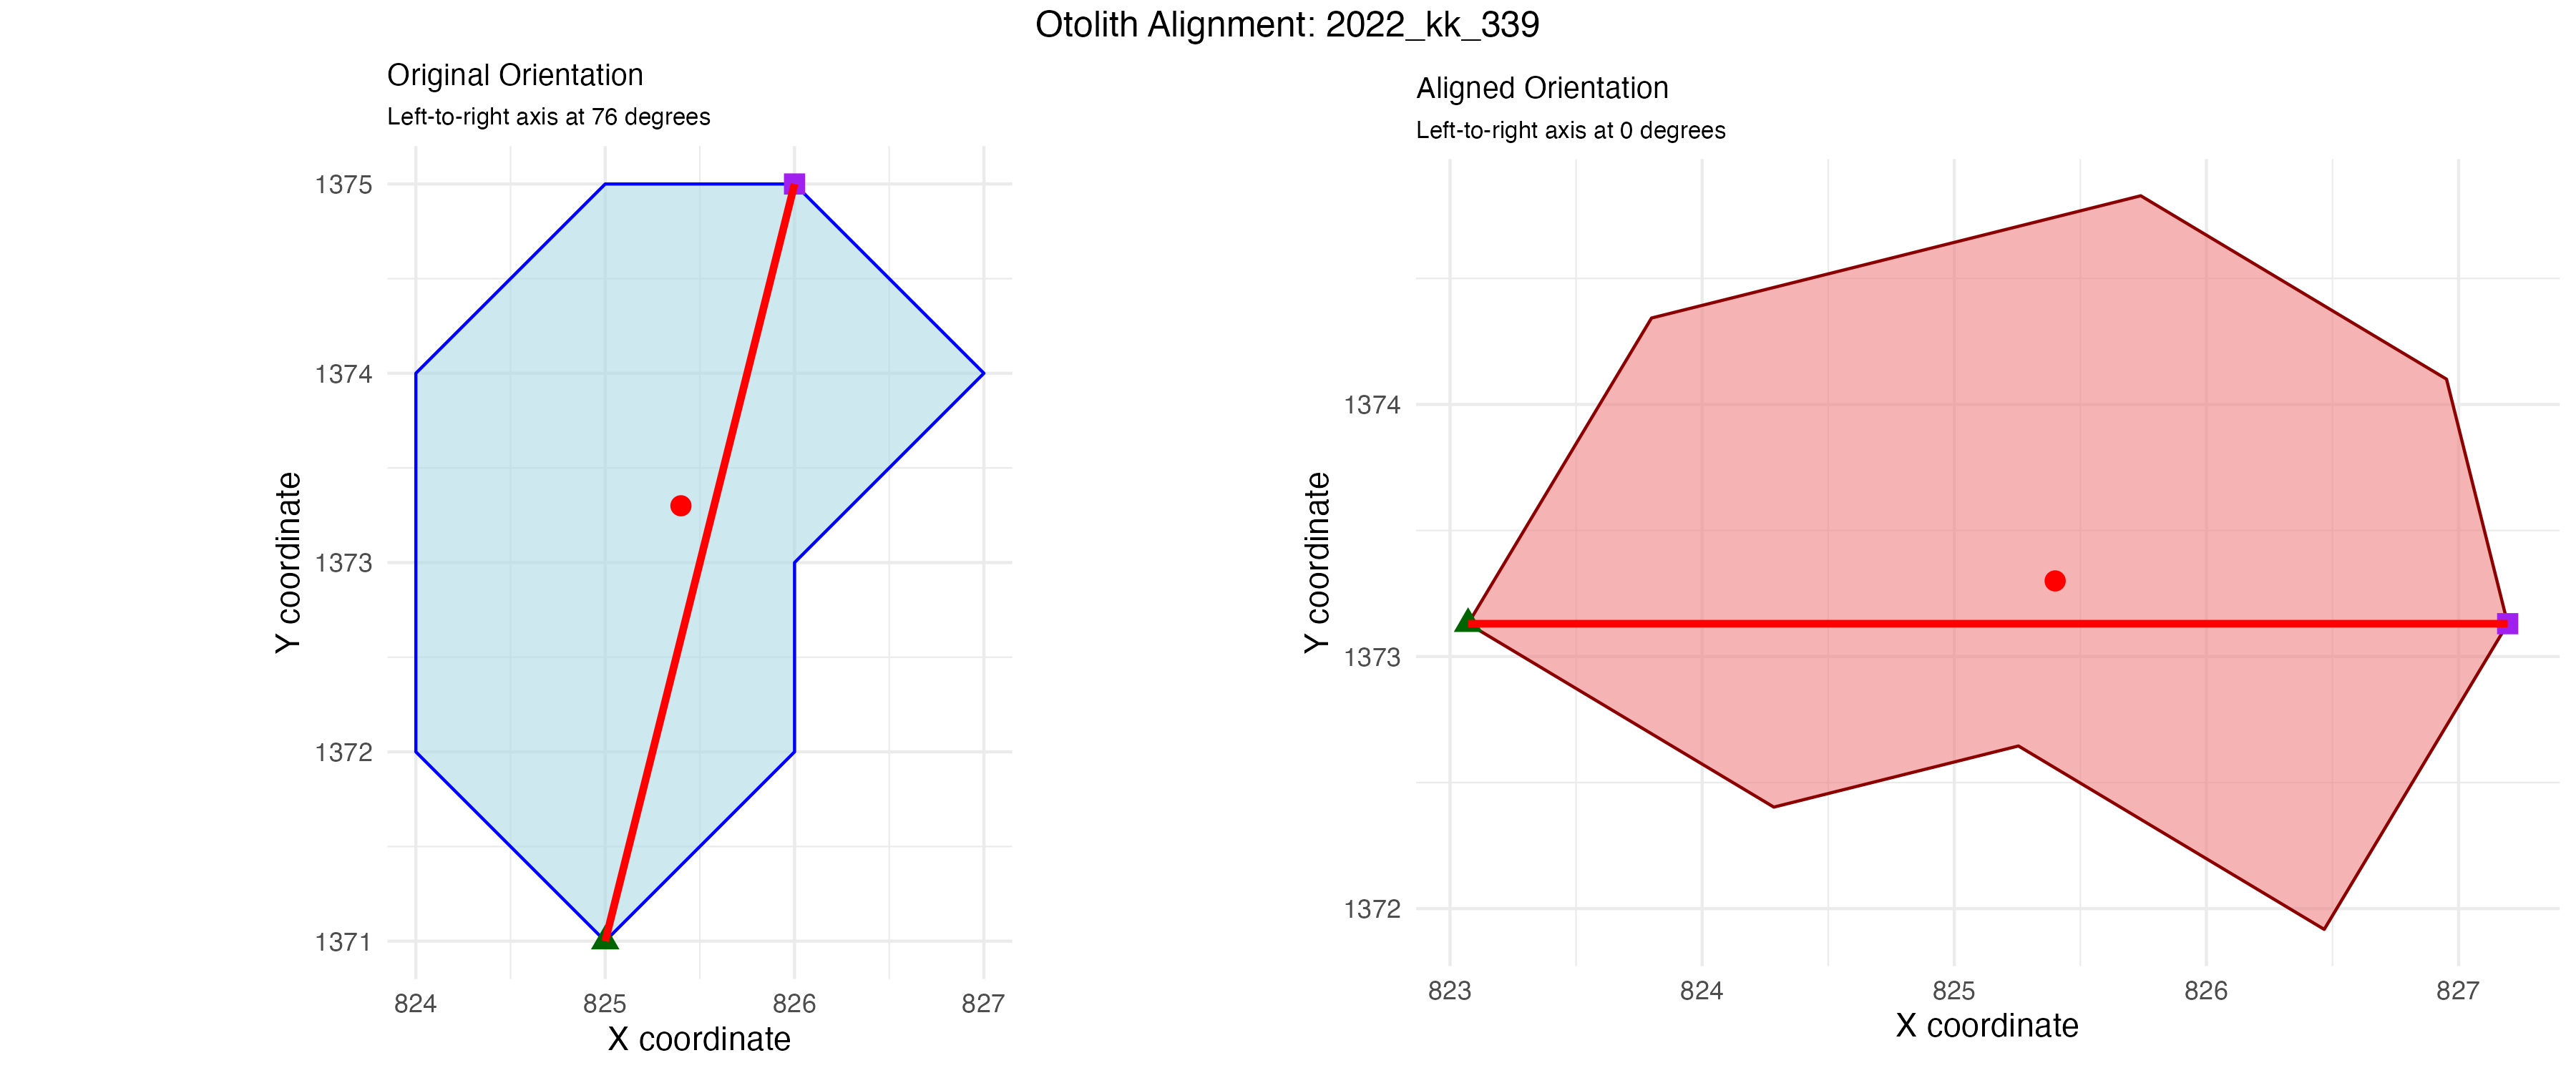 Otolith Alignment: 2022_kk_339
Original Orientation
Left-to-right axis at 76 degrees
1375
1374
1373
1372
1371
Y coordinate
824 825 826 827
X coordinate
Aligned Orientation
Left-to-right axis at 0 degrees
1374
1373
1372
Y coordinate
823 824 825 826 827
X coordinate